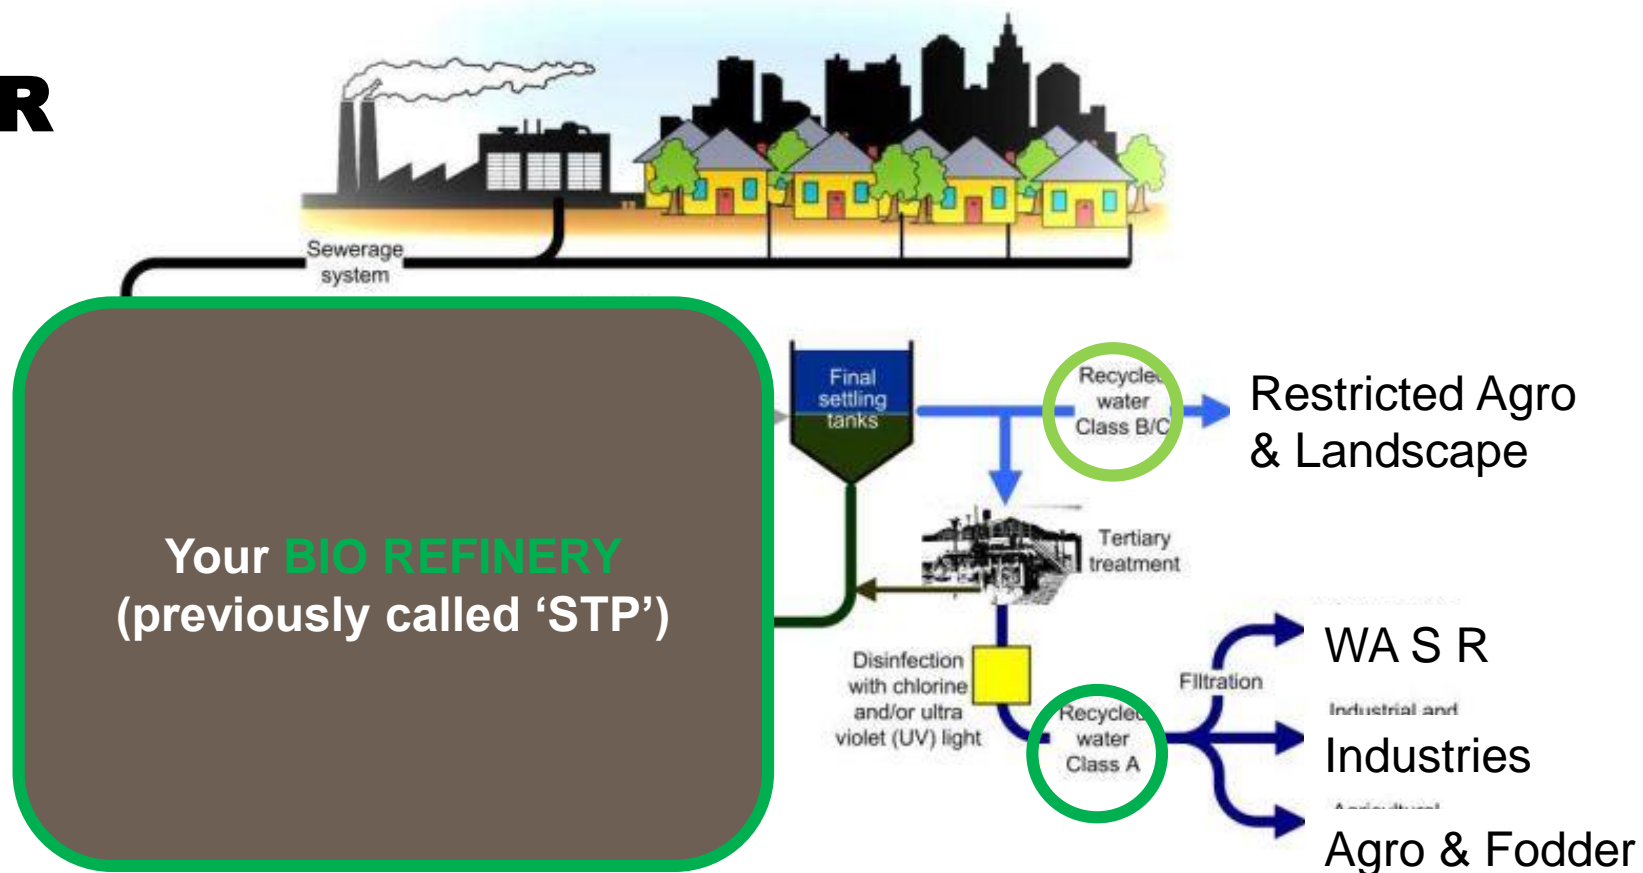 R
Sewerage
system
Final
settling
tanks
Recycled
water
Class B/C
Restricted Agro
& Landscape
Your BIO REFINERY
(previously called ‘STP’)
Tertiary
treatment
Disinfection
with chlorine
and/or ultra
violet (UV) light
Recycled
water
Class A
FIltration
WA S R
Industrial and
Industries
Agricultural
Agro & Fodder